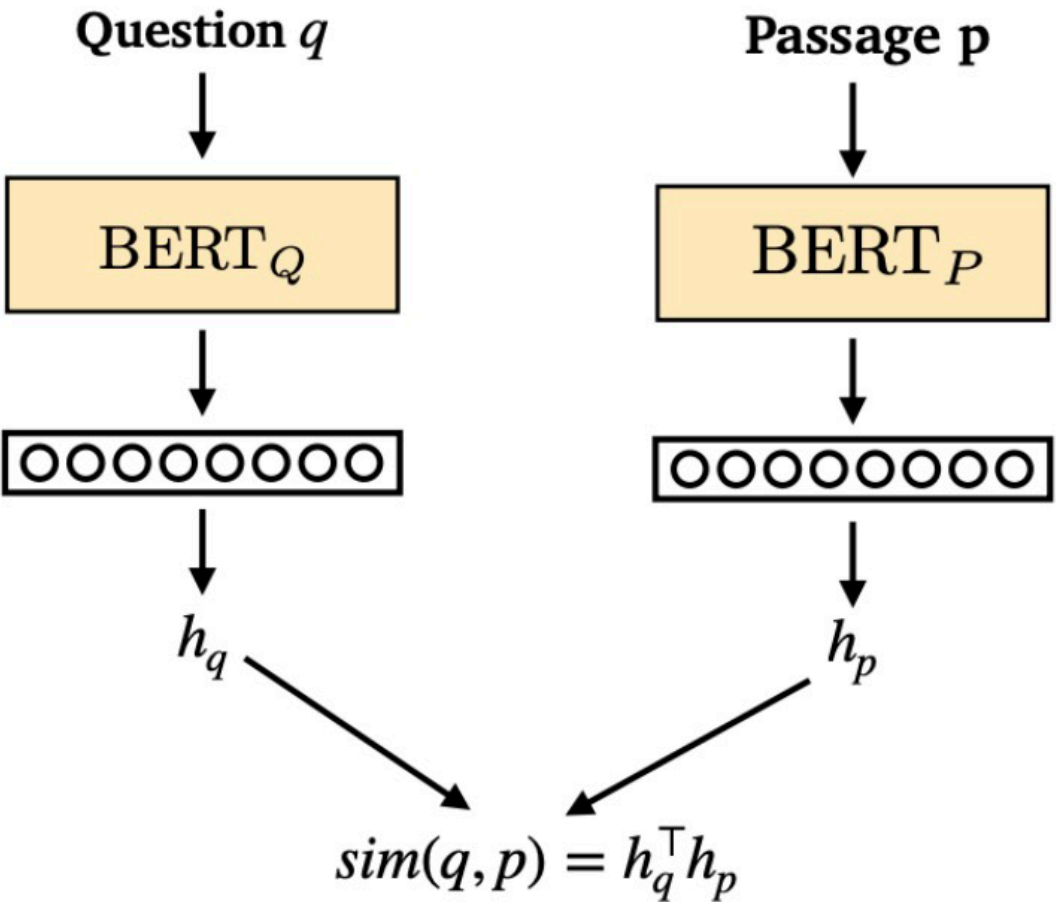 Question q
Passage p
BERT_Q
BERT_P
h_q
h_p
sim(q, p) = h_q^⊤ h_p